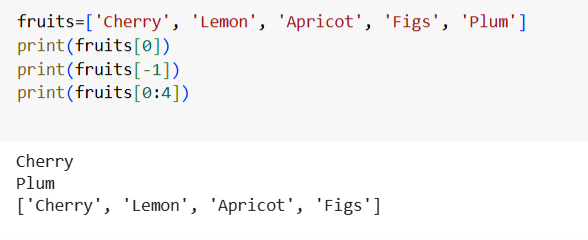 fruits=['Cherry', 'Lemon', 'Apricot', 'Figs', 'Plum']
print(fruits[0])
print(fruits[-1])
print(fruits[0:4])
Cherry
Plum
['Cherry', 'Lemon', 'Apricot', 'Figs']